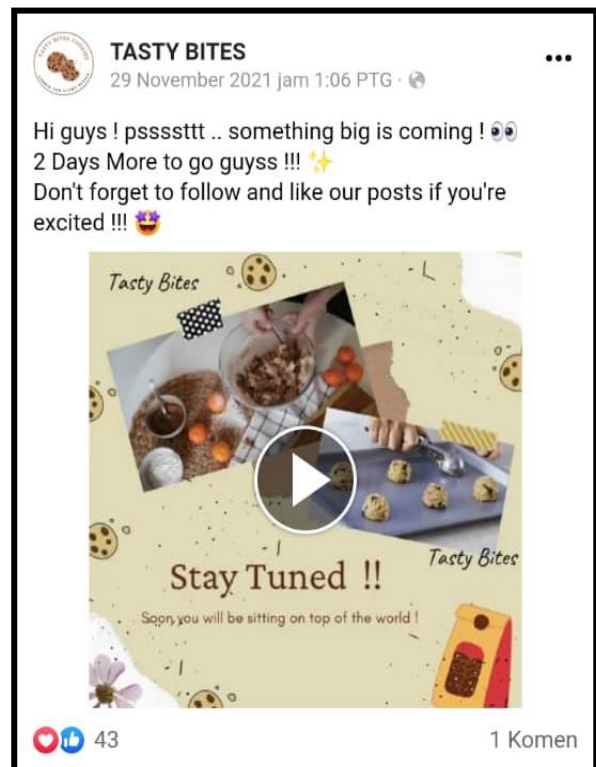 TASTY BITES
29 November 2021 jam 1:06 PTG ·
Hi guys ! pssssttt .. something big is coming ! 👀
2 Days More to go guyss !!! ✨
Don't forget to follow and like our posts if you're
excited !!! 🤩
Tasty Bites
Tasty Bites
Stay Tuned !!
Soon you will be sitting on top of the world !
43
1 Komen